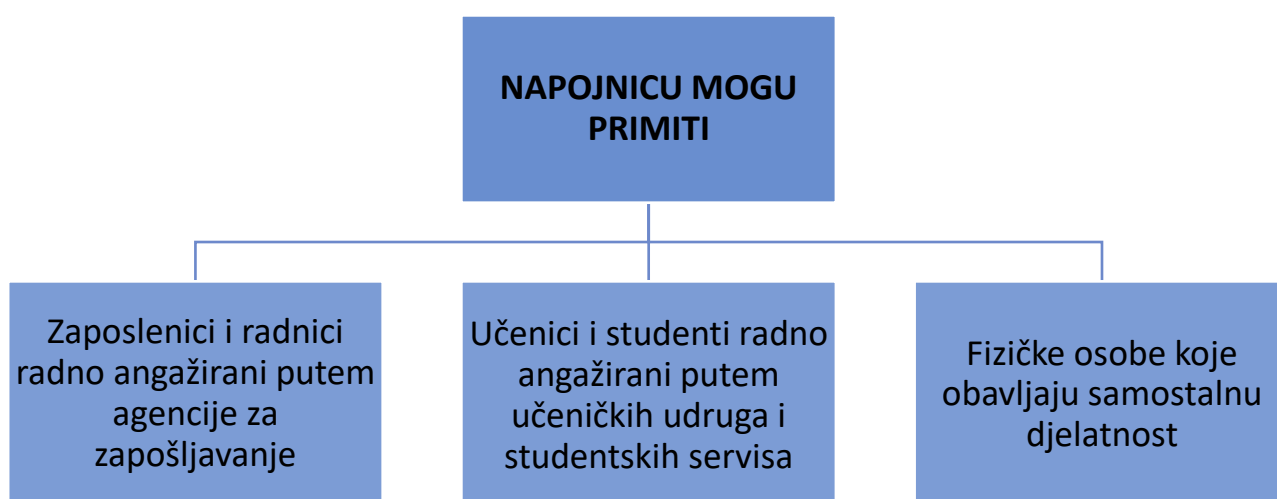 NAPOJNICU MOGU
PRIMITI
Zaposlenici i radnici
radno angažirani putem
agencije za
zapošljavanje
Učenici i studenti radno
angažirani putem
učeničkih udruga i
studentskih servisa
Fizičke osobe koje
obavljaju samostalnu
djelatnost